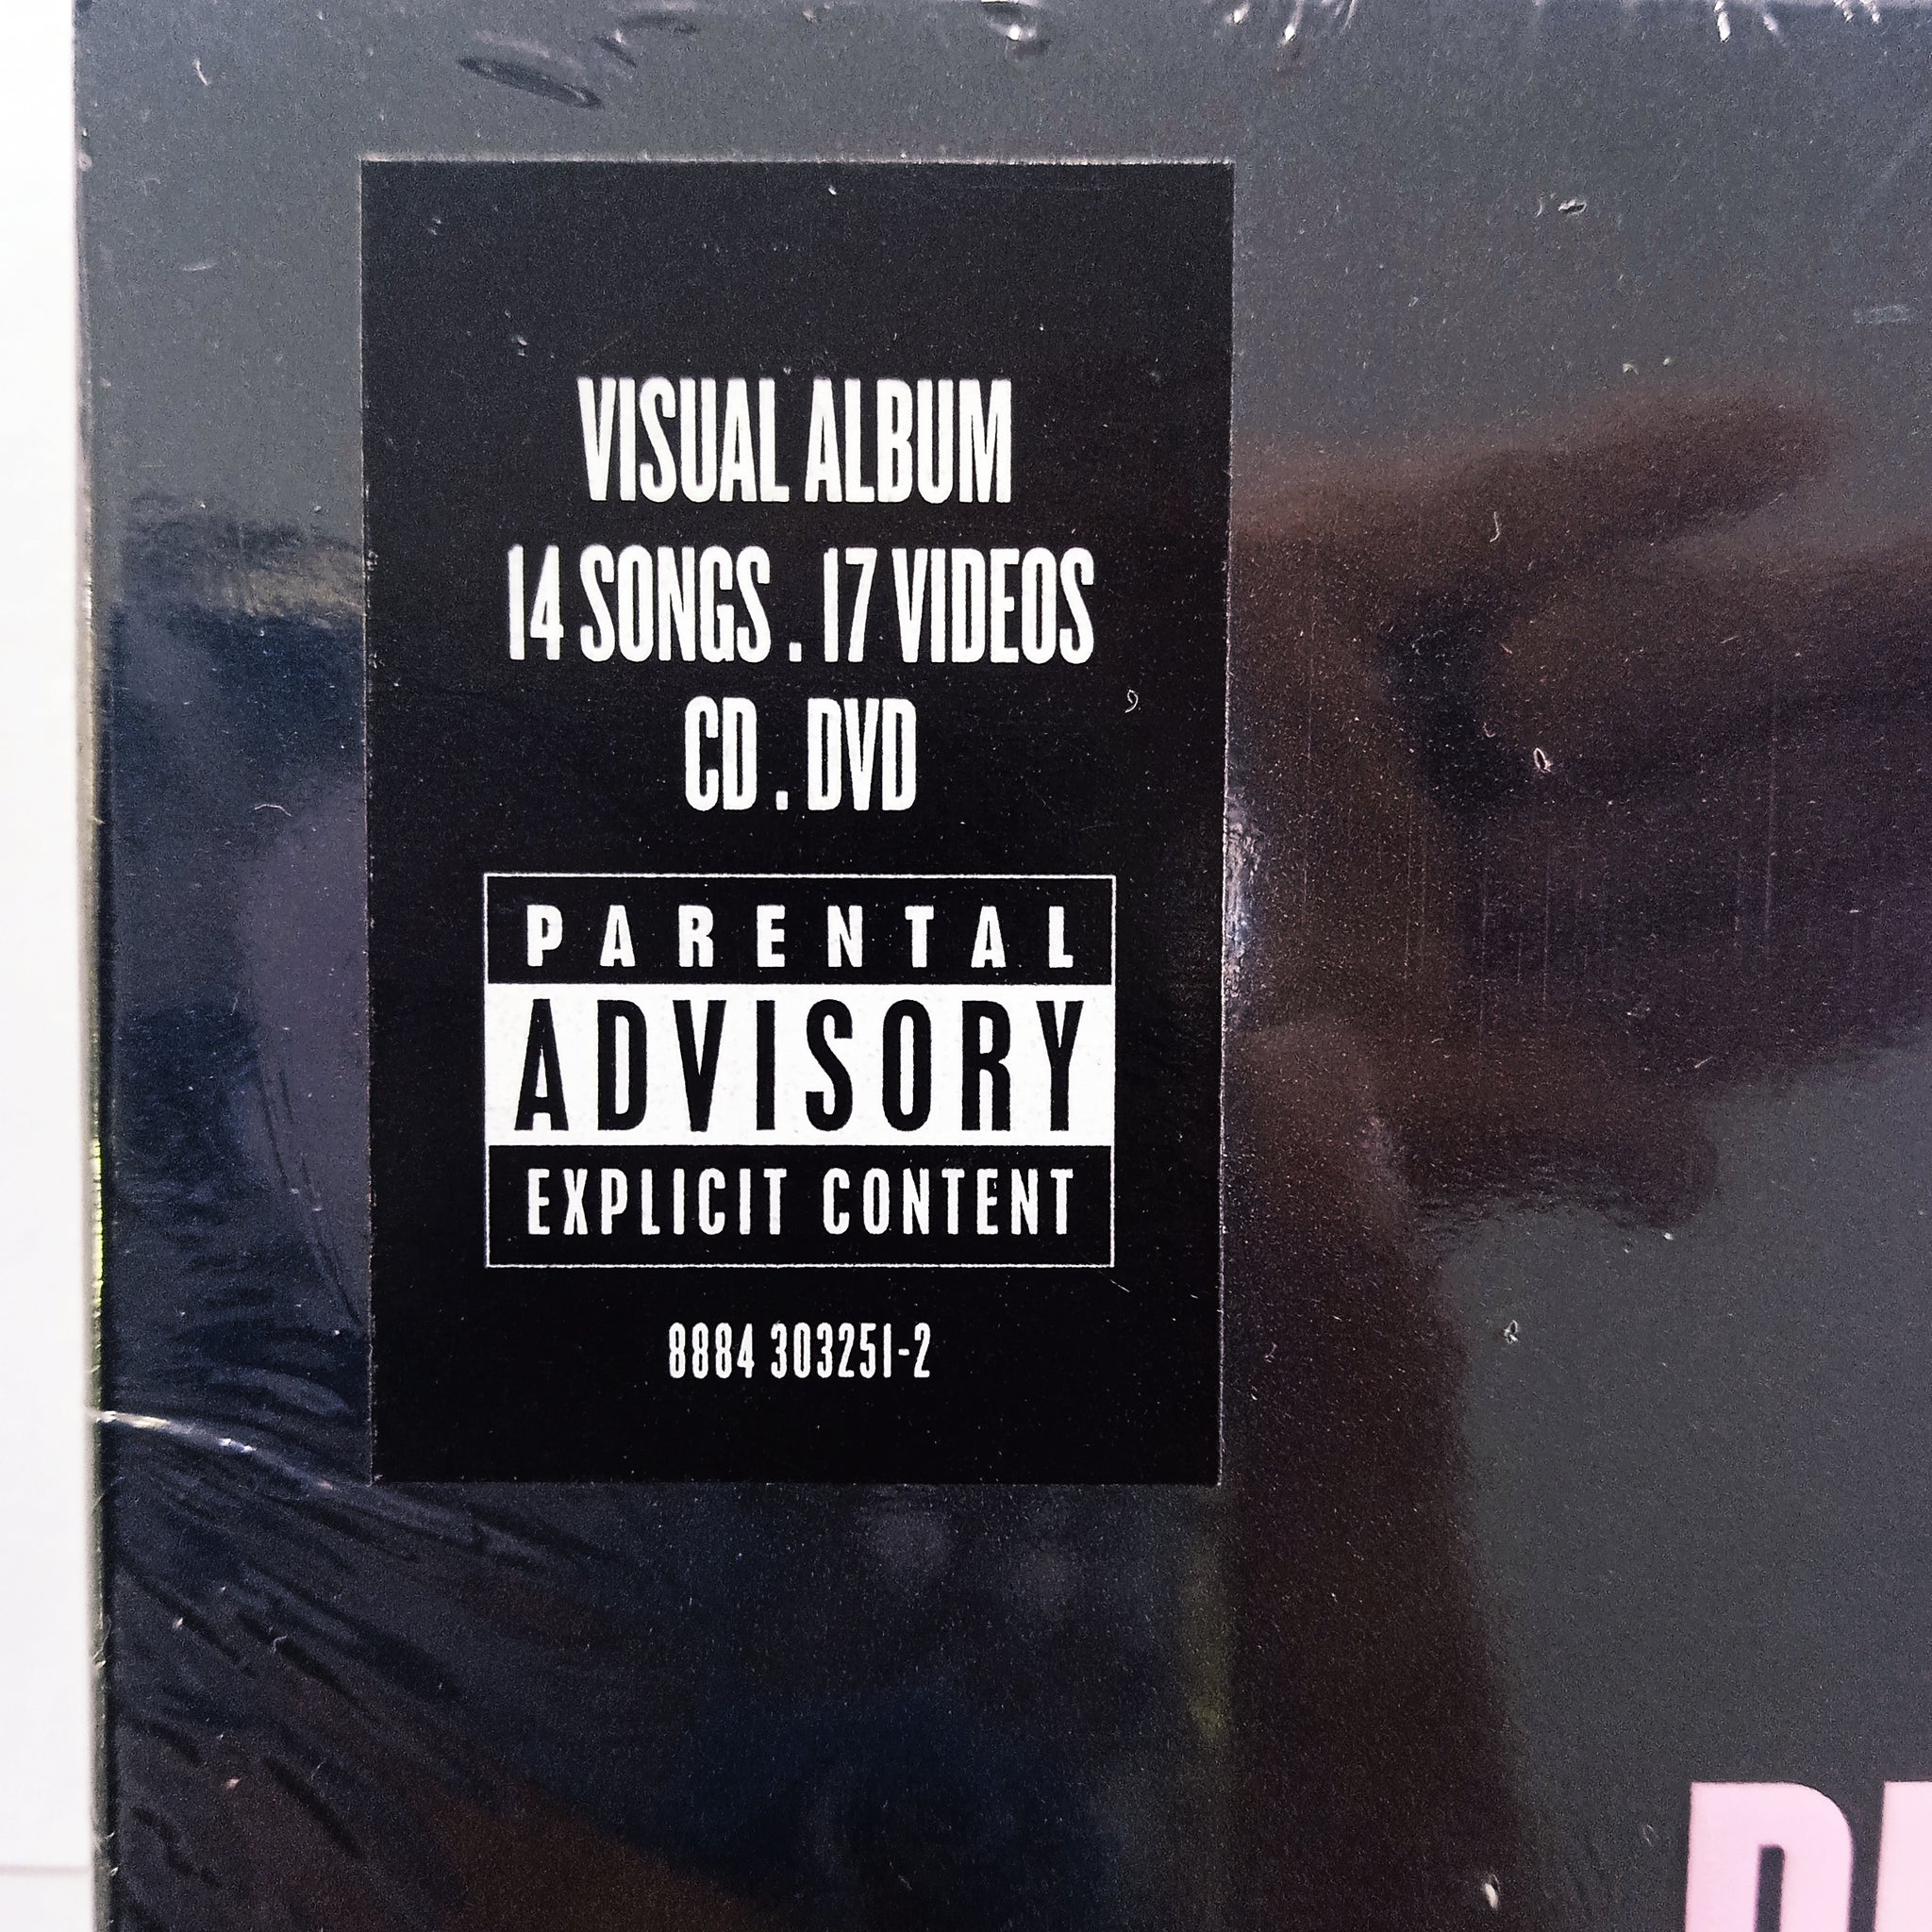 VISUAL ALBUM
14 SONGS . 17 VIDEOS
CD . DVD
PARENTAL
ADVISORY
EXPLICIT CONTENT
8884 303251-2